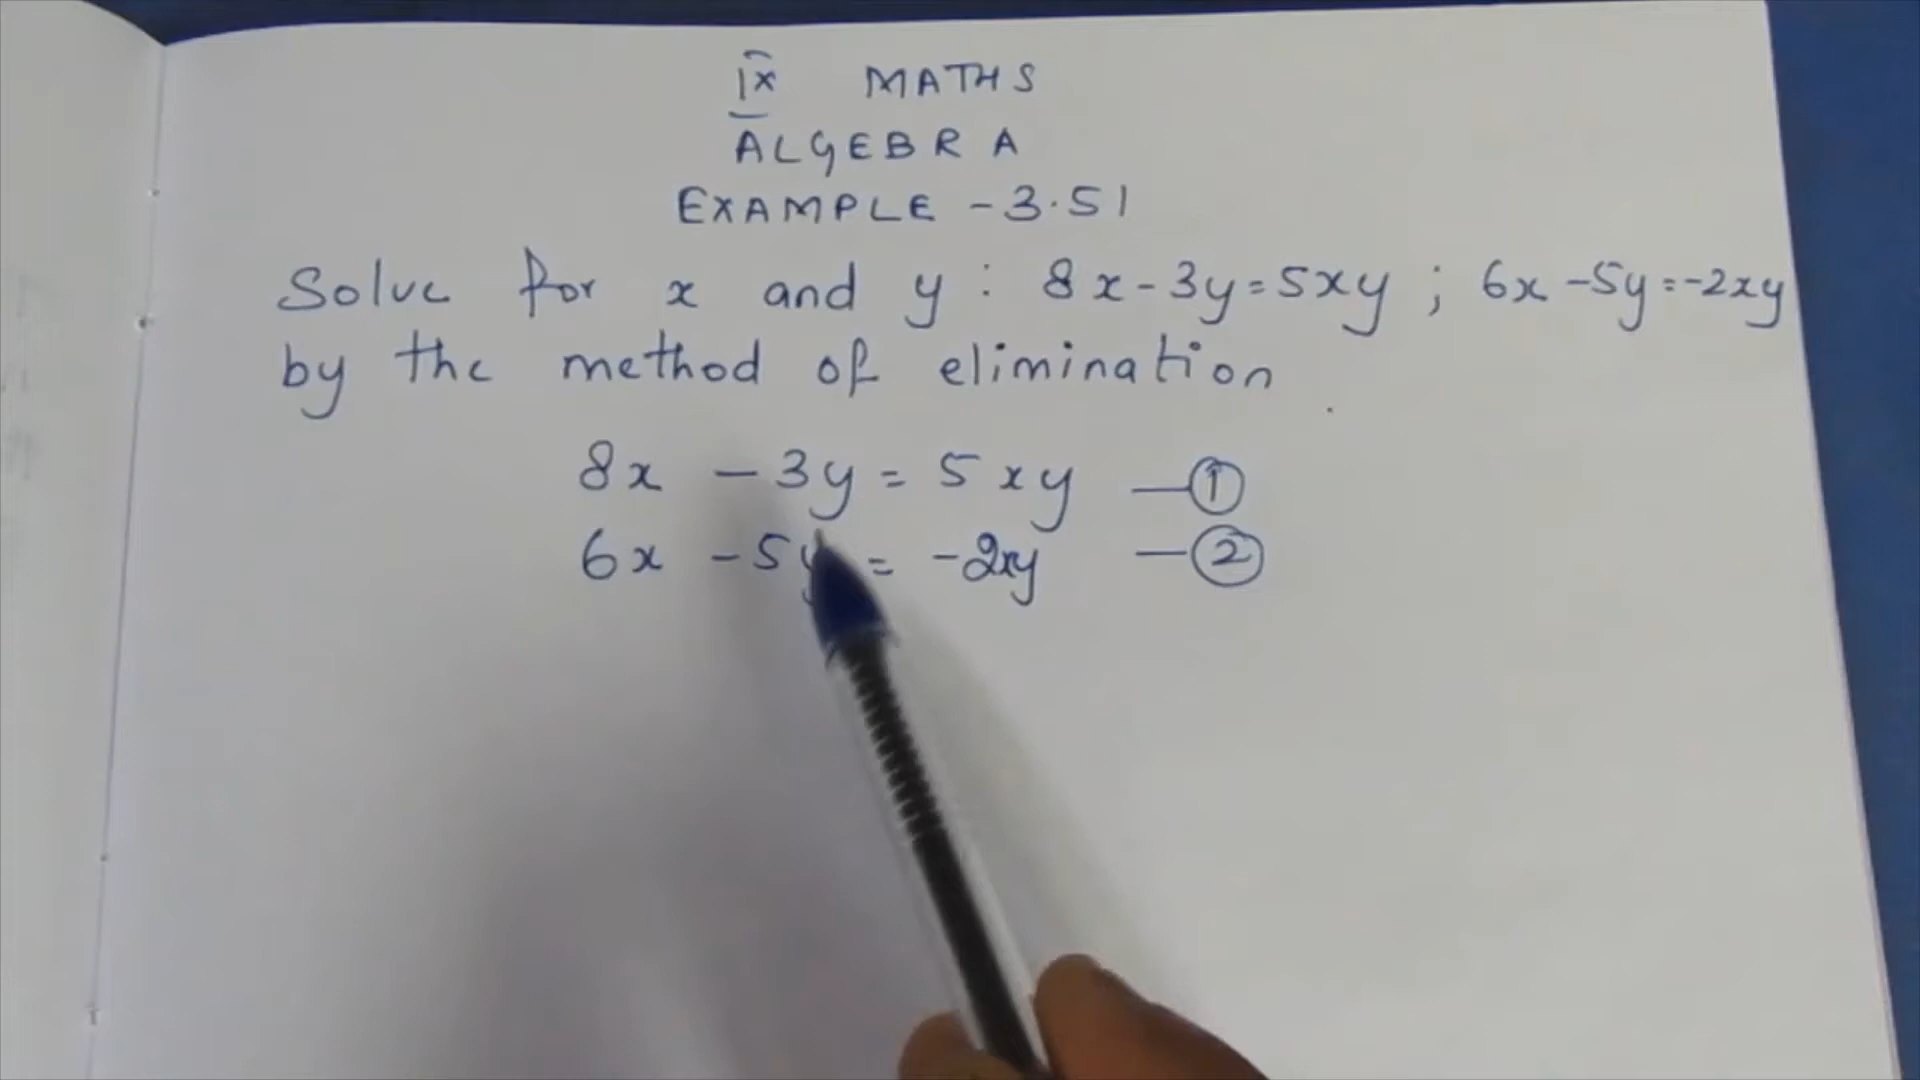 IX MATHS
ALGEBRA
EXAMPLE - 3.51
Solve for x and y : 8x - 3y = 5xy ; 6x - 5y = -2xy
by the method of elimination.
8x - 3y = 5xy — ①
6x - 5y = -2xy — ②